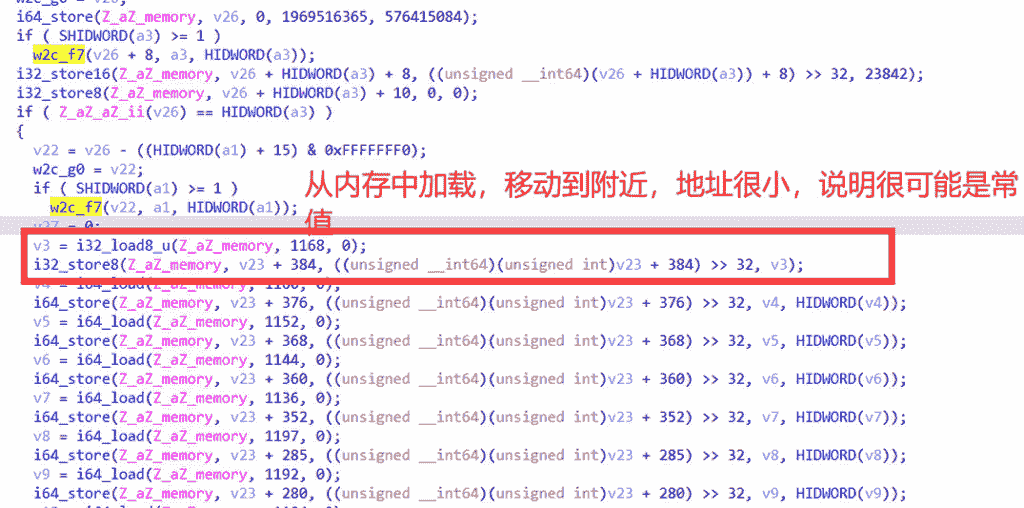 i64_store(Z_aZ_memory, v26, 0, 1969516365, 576415084);
if ( SHIDWORD(a3) >= 1 )
w2c_f7(v26 + 8, a3, HIDWORD(a3));
i32_store16(Z_aZ_memory, v26 + HIDWORD(a3) + 8, ((unsigned __int64)(v26 + HIDWORD(a3)) + 8) >> 32, 23842);
i32_store8(Z_aZ_memory, v26 + HIDWORD(a3) + 10, 0, 0);
if ( Z_aZ_aZ_ii(v26) == HIDWORD(a3) )
{
v22 = v26 - ((HIDWORD(a1) + 15) & 0xFFFFFFF0);
w2c_g0 = v22;
if ( SHIDWORD(a1) >= 1 )
w2c_f7(v22, a1, HIDWORD(a1));
从内存中加载，移动到附近，地址很小，说明很可能是常
值
v27 = 0;
v3 = i32_load8_u(Z_aZ_memory, 1168, 0);
i32_store8(Z_aZ_memory, v23 + 384, ((unsigned __int64)(unsigned int)v23 + 384) >> 32, v3);
i64_store(Z_aZ_memory, v23 + 376, ((unsigned __int64)(unsigned int)v23 + 376) >> 32, v4, HIDWORD(v4));
v5 = i64_load(Z_aZ_memory, 1152, 0);
i64_store(Z_aZ_memory, v23 + 368, ((unsigned __int64)(unsigned int)v23 + 368) >> 32, v5, HIDWORD(v5));
v6 = i64_load(Z_aZ_memory, 1144, 0);
i64_store(Z_aZ_memory, v23 + 360, ((unsigned __int64)(unsigned int)v23 + 360) >> 32, v6, HIDWORD(v6));
v7 = i64_load(Z_aZ_memory, 1136, 0);
i64_store(Z_aZ_memory, v23 + 352, ((unsigned __int64)(unsigned int)v23 + 352) >> 32, v7, HIDWORD(v7));
v8 = i64_load(Z_aZ_memory, 1197, 0);
i64_store(Z_aZ_memory, v23 + 285, ((unsigned __int64)(unsigned int)v23 + 285) >> 32, v8, HIDWORD(v8));
v9 = i64_load(Z_aZ_memory, 1192, 0);
i64_store(Z_aZ_memory, v23 + 280, ((unsigned __int64)(unsigned int)v23 + 280) >> 32, v9, HIDWORD(v9));